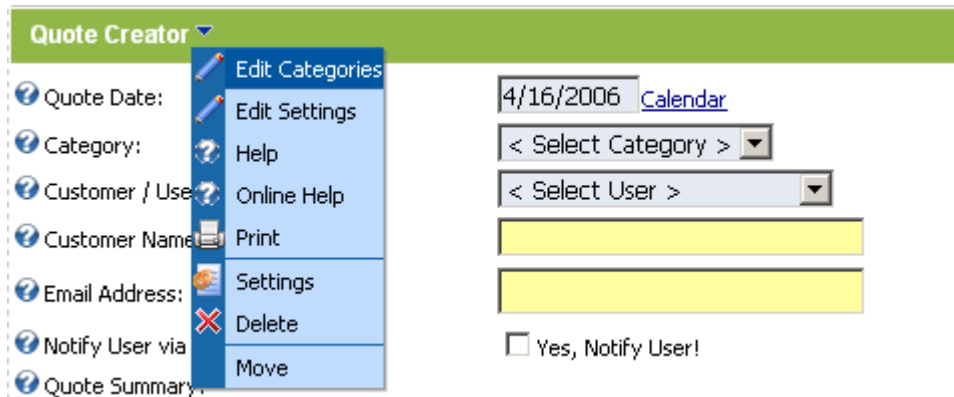 Quote Creator
Edit Categories
Quote Date:
4/16/2006 Calendar
Edit Settings
Category:
< Select Category >
Help
Customer / Use
< Select User >
Online Help
Customer Name
Print
Email Address:
Settings
Delete
Notify User via
Yes, Notify User!
Move
Quote Summary: